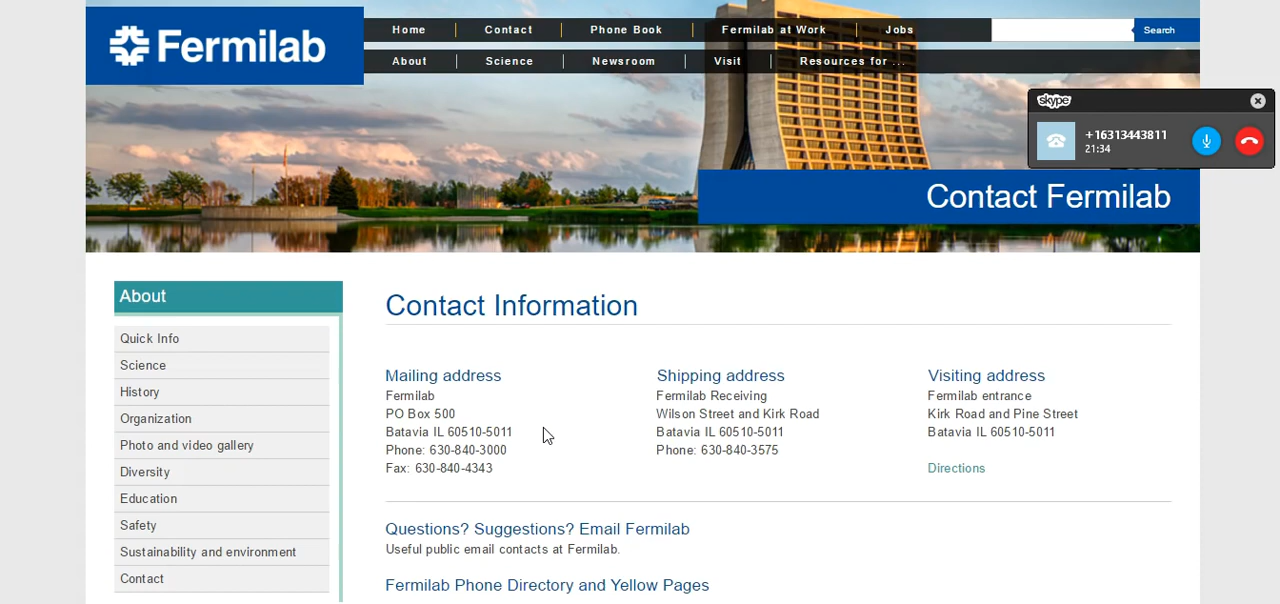 Fermilab
Home
Contact
Phone Book
Fermilab at Work
Jobs
Search
About
Science
Newsroom
Visit
Resources for ...
skype
+16313443811
21:34
Contact Fermilab
About
Quick Info
Science
History
Organization
Photo and video gallery
Diversity
Education
Safety
Sustainability and environment
Contact
Contact Information
Mailing address
Fermilab
PO Box 500
Batavia IL 60510-5011
Phone: 630-840-3000
Fax: 630-840-4343
Shipping address
Fermilab Receiving
Wilson Street and Kirk Road
Batavia IL 60510-5011
Phone: 630-840-3575
Visiting address
Fermilab entrance
Kirk Road and Pine Street
Batavia IL 60510-5011
Directions
Questions? Suggestions? Email Fermilab
Useful public email contacts at Fermilab.
Fermilab Phone Directory and Yellow Pages